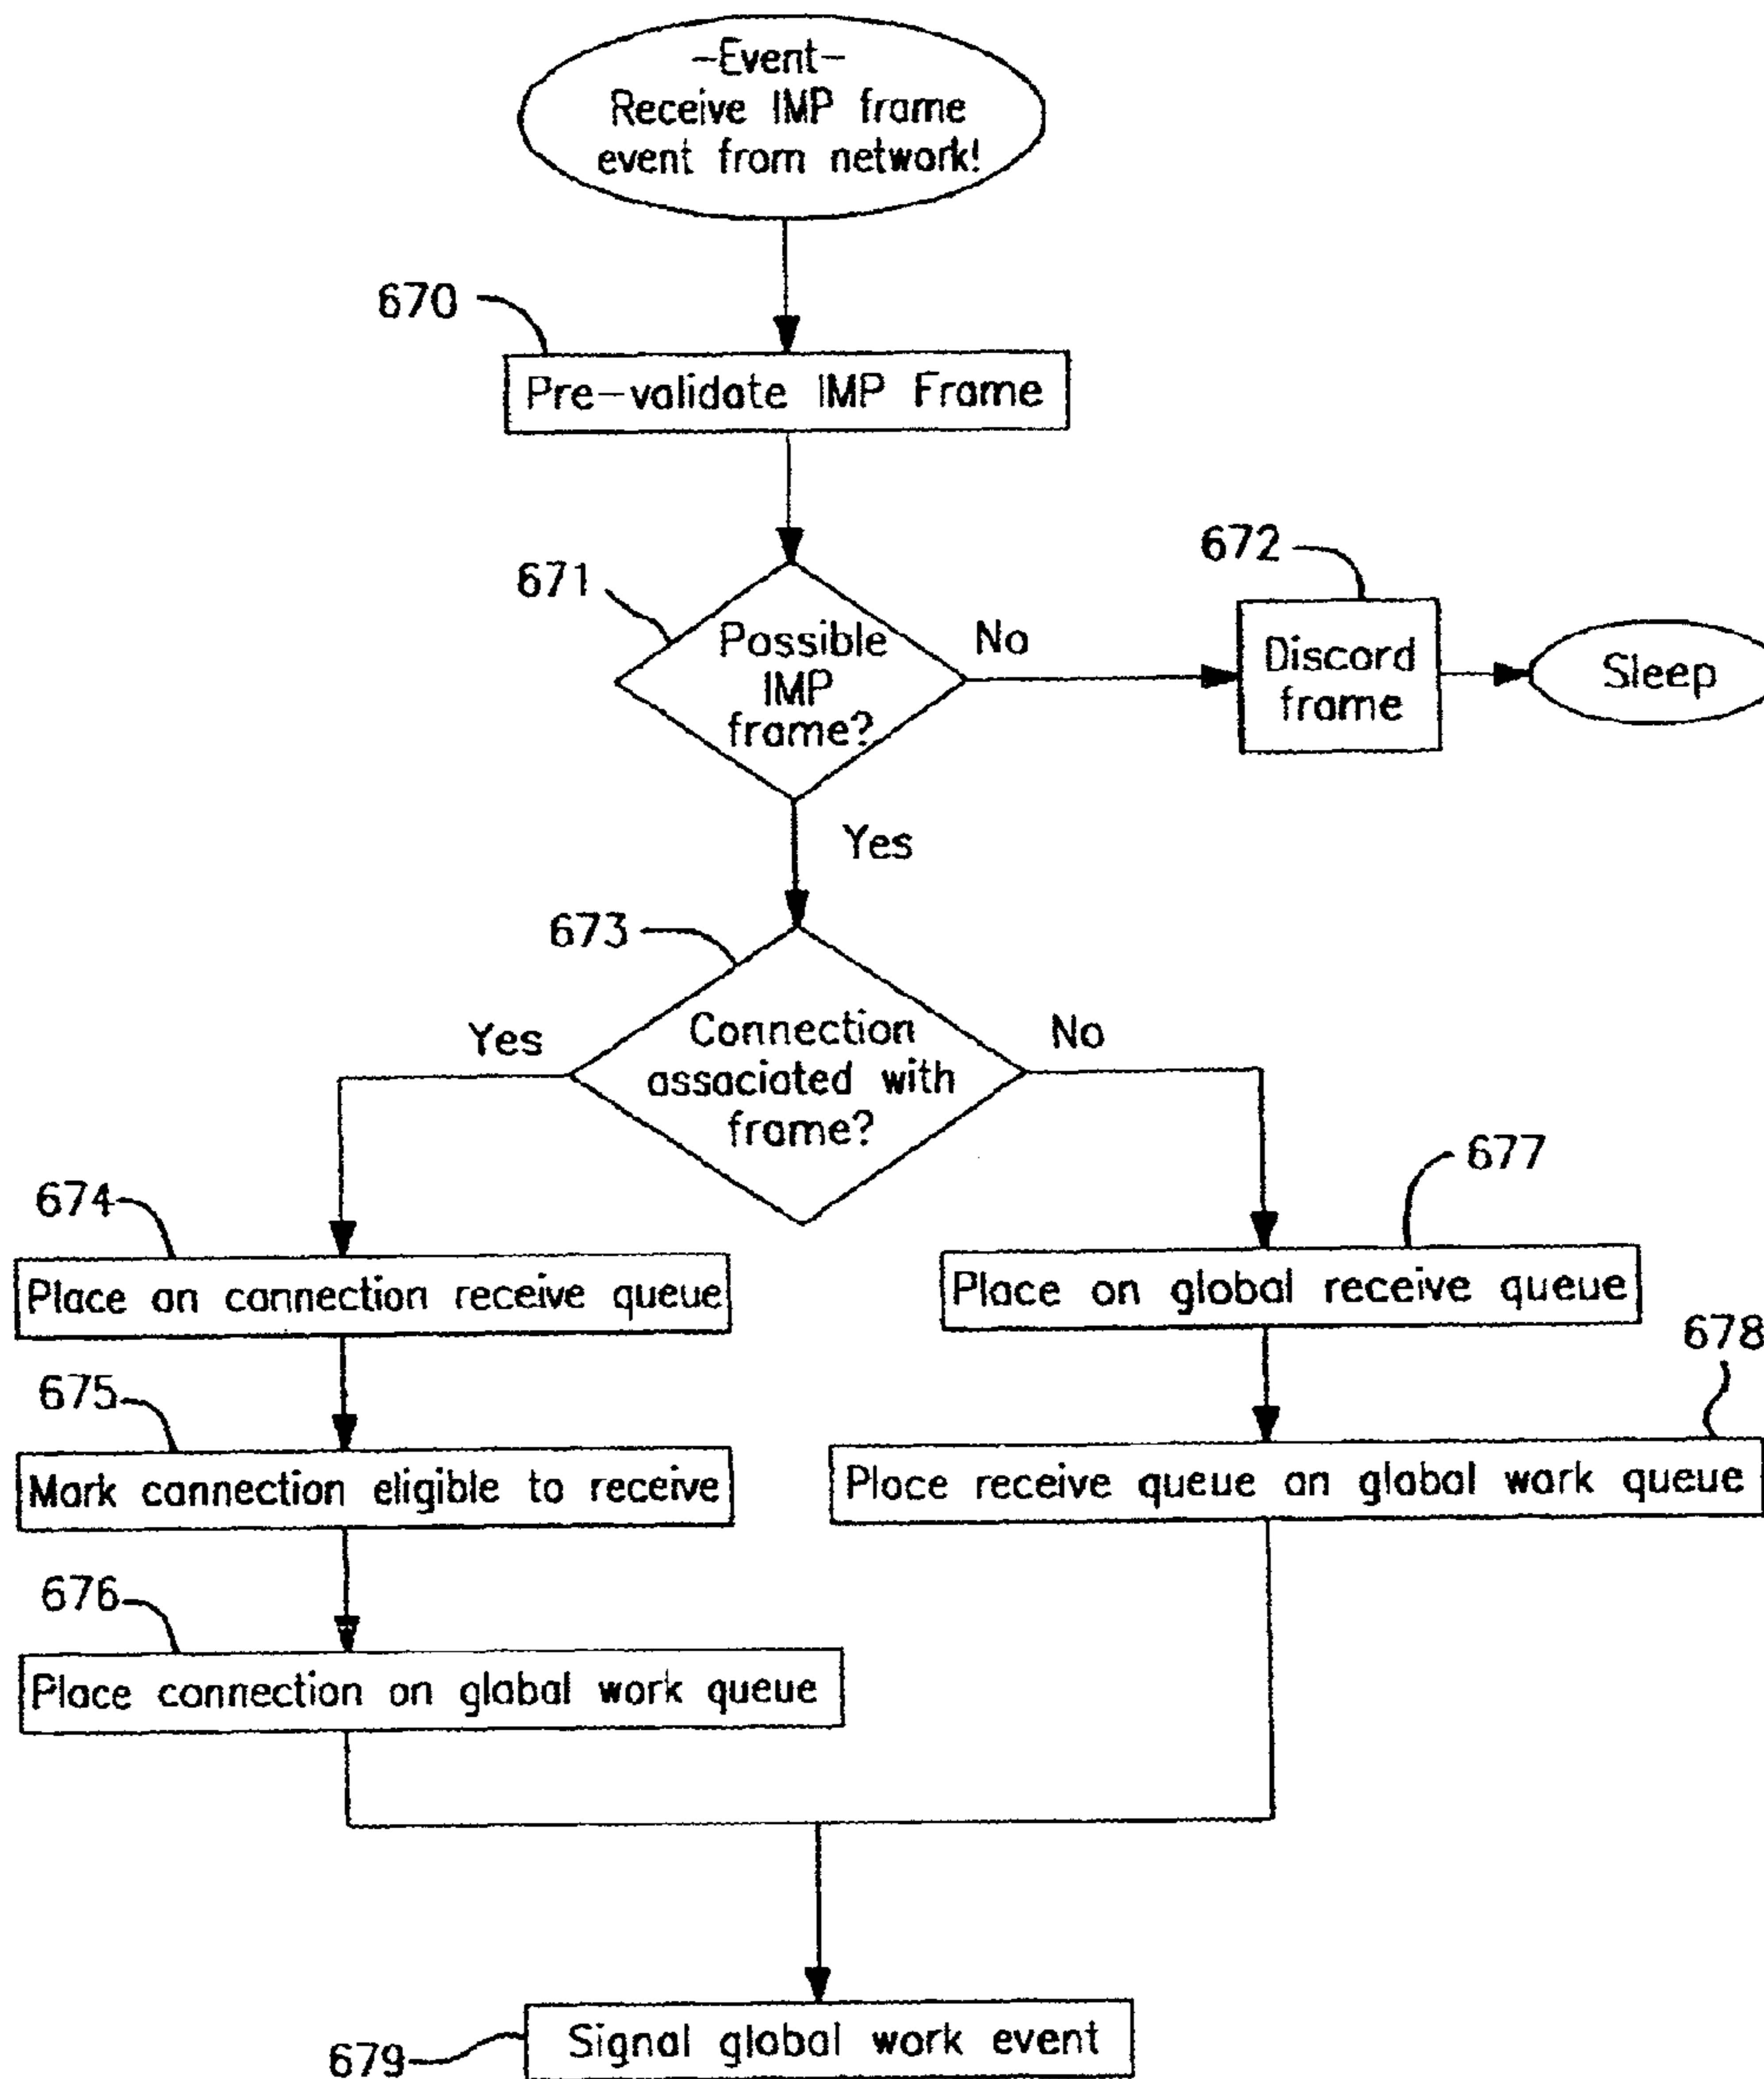 -Event-
Receive IMP frame
event from network!
670
Pre-validate IMP Frame
671
Possible
IMP
frame?
No
672
Discard
frame
Sleep
Yes
673
Connection
associated with
frame?
Yes
No
674
Place on connection receive queue
675
Mark connection eligible to receive
676
Place connection on global work queue
677
Place on global receive queue
678
Place receive queue on global work queue
679
Signal global work event